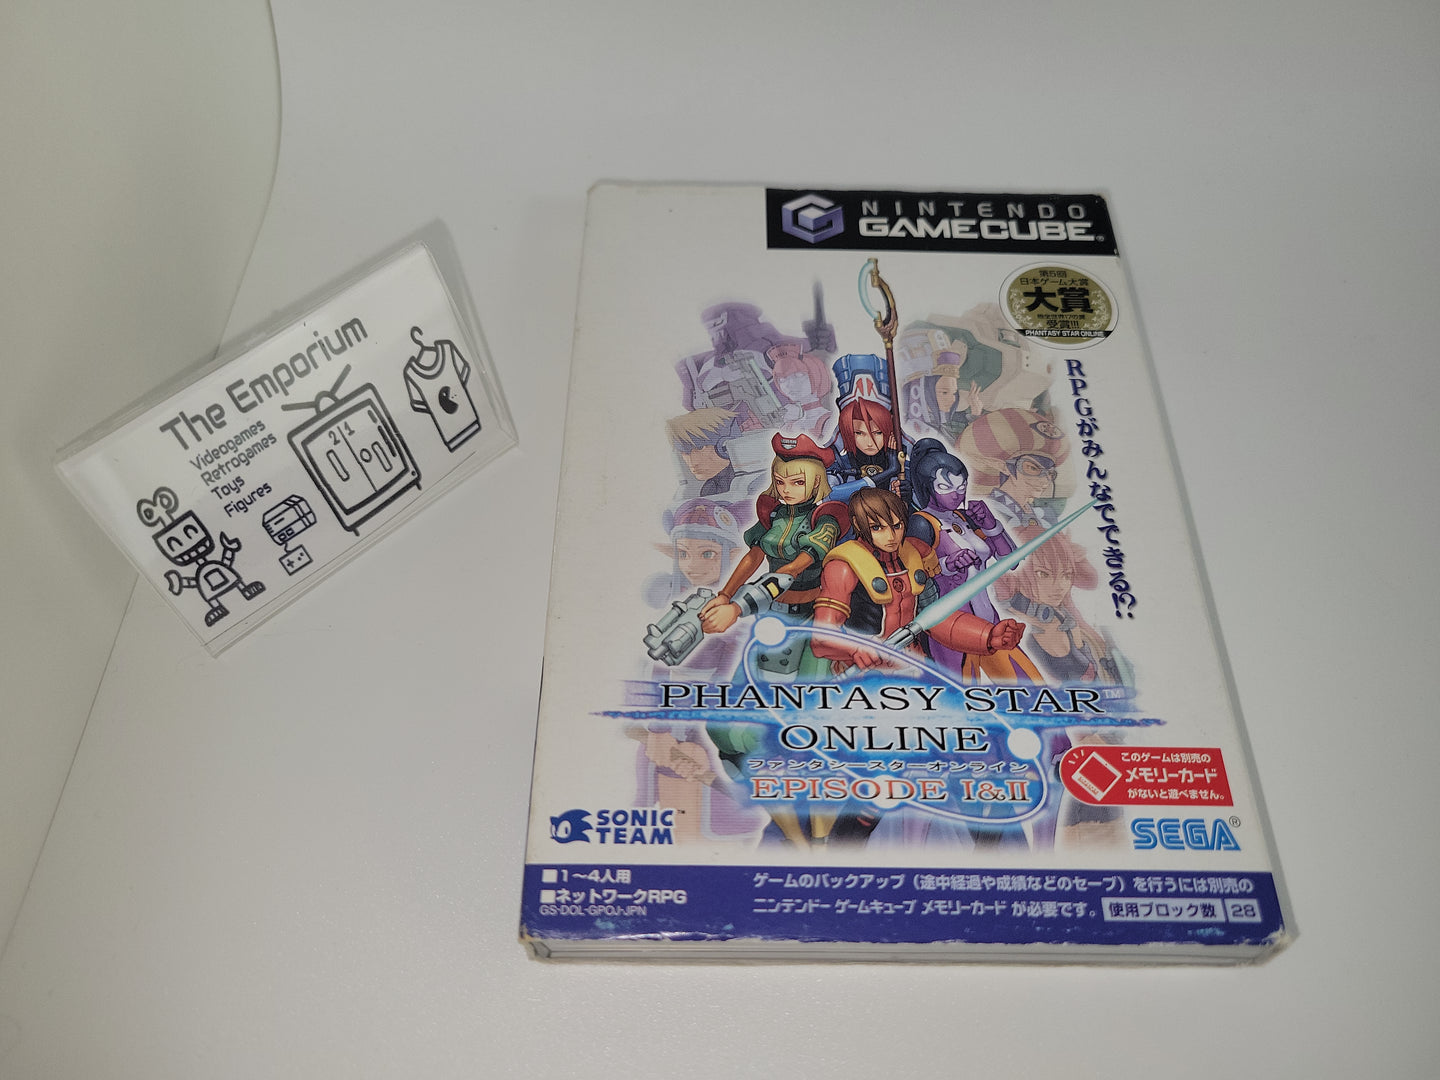 The Emporium
Videogames
Retrogames
Toys
Figures
21
NINTENDO
GAMECUBE®
第5回
日本ゲーム大賞
大賞
受賞!!!
PHANTASY STAR ONLINE
RPGがみんなでできる!?
PHANTASY STAR™
ONLINE
ファンタシースターオンライン
EPISODE I&II
このゲームは別売の
メモリーカード
がないと遊べません。
SONIC
TEAM™
SEGA®
■1~4人用
■ネットワークRPG
GS-DOL-GPOJ-JPN
ゲームのバックアップ(途中経過や成績などのセーブ)を行うには別売の
ニンテンドー ゲームキューブ メモリーカード が必要です。 使用ブロック数 28